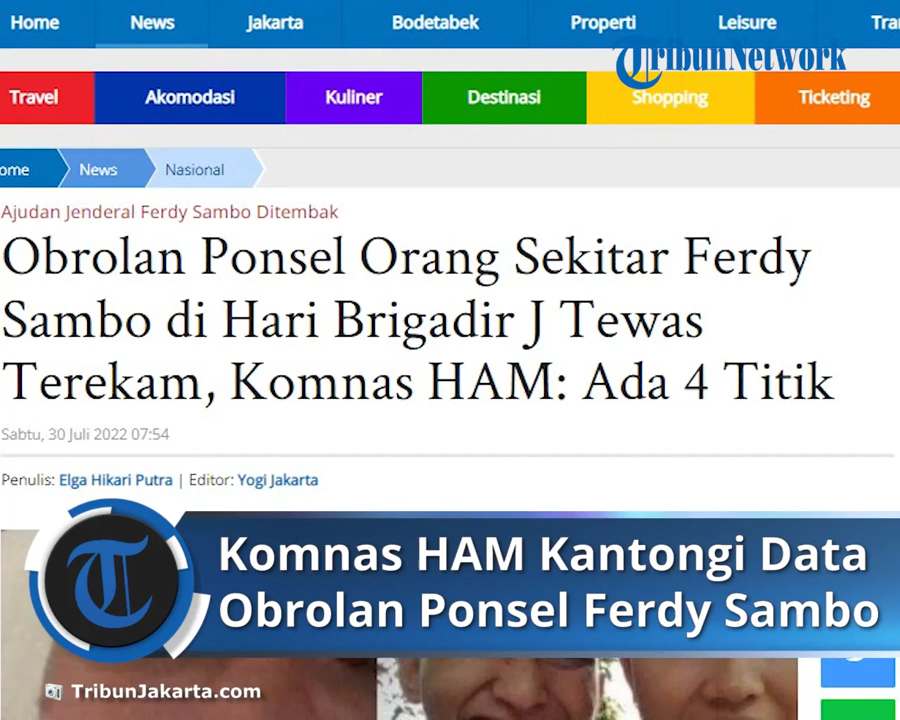 Home News Jakarta Bodetabek Properti Leisure
TribunNetwork
Travel Akomodasi Kuliner Destinasi Shopping Ticketing
ome News Nasional
Ajudan Jenderal Ferdy Sambo Ditembak
Obrolan Ponsel Orang Sekitar Ferdy
Sambo di Hari Brigadir J Tewas
Terekam, Komnas HAM: Ada 4 Titik
Sabtu, 30 Juli 2022 07:54
Penulis: Elga Hikari Putra | Editor: Yogi Jakarta
Komnas HAM Kantongi Data
Obrolan Ponsel Ferdy Sambo
T
TribunJakarta.com